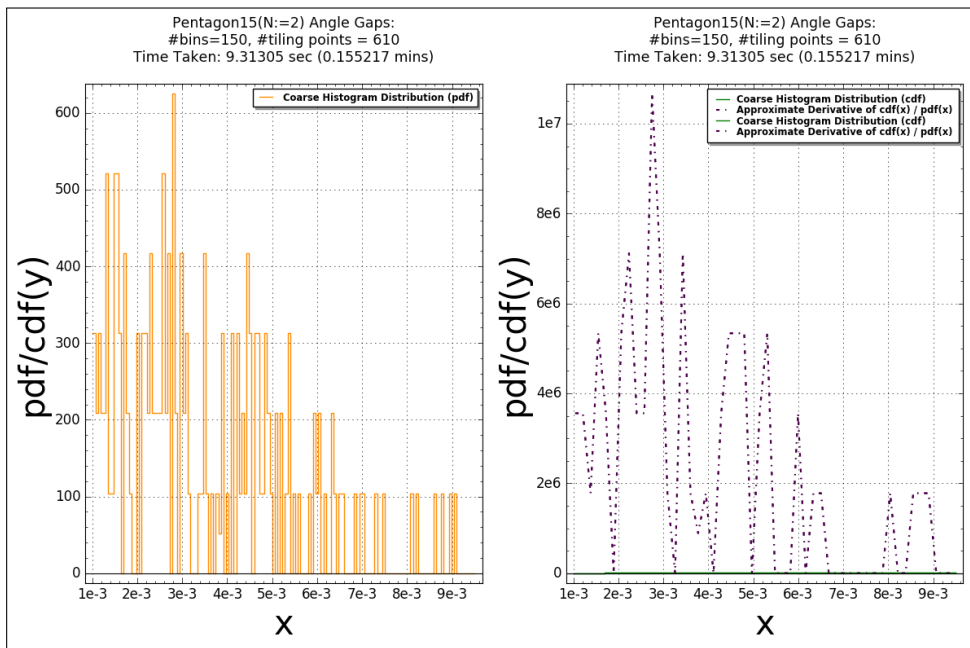 Pentagon15(N:=2) Angle Gaps:
#bins=150, #tiling points = 610
Time Taken: 9.31305 sec (0.155217 mins)
Coarse Histogram Distribution (pdf)
600
500
400
300
200
100
0
pdf/cdf(y)
1e-3 2e-3 3e-3 4e-3 5e-3 6e-3 7e-3 8e-3 9e-3
x
Pentagon15(N:=2) Angle Gaps:
#bins=150, #tiling points = 610
Time Taken: 9.31305 sec (0.155217 mins)
Coarse Histogram Distribution (cdf)
Approximate Derivative of cdf(x) / pdf(x)
Coarse Histogram Distribution (cdf)
Approximate Derivative of cdf(x) / pdf(x)
1e7
8e6
6e6
4e6
2e6
0
pdf/cdf(y)
1e-3 2e-3 3e-3 4e-3 5e-3 6e-3 7e-3 8e-3 9e-3
x